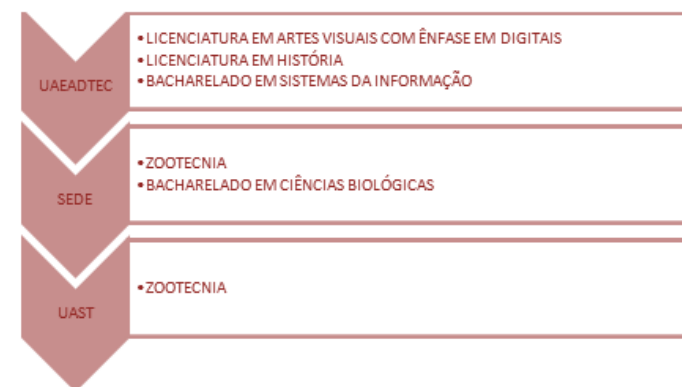 UAEADTEC
•LICENCIATURA EM ARTES VISUAIS COM ÊNFASE EM DIGITAIS
•LICENCIATURA EM HISTÓRIA
•BACHARELADO EM SISTEMAS DA INFORMAÇÃO
SEDE
•ZOOTECNIA
•BACHARELADO EM CIÊNCIAS BIOLÓGICAS
UAST
•ZOOTECNIA